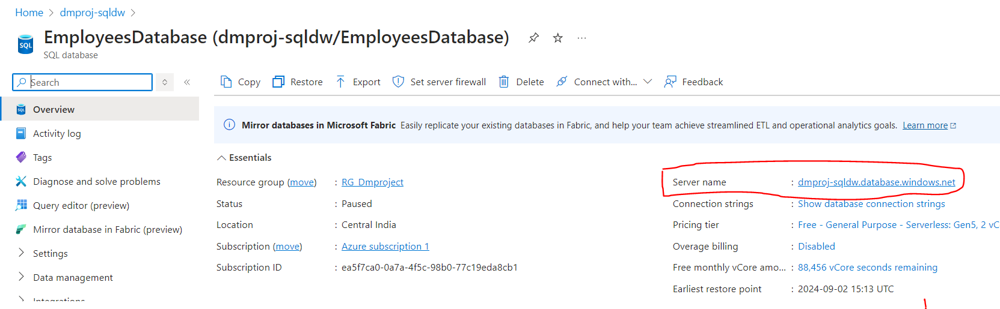 Home > dmproj-sqldw >
EmployeesDatabase (dmproj-sqldw/EmployeesDatabase) ...
SQL
SQL database
Search
«
Copy Restore Export Set server firewall Delete Connect with... Feedback
SQL Overview
Activity log
Tags
Diagnose and solve problems
Query editor (preview)
Mirror database in Fabric (preview)
Settings
Data management
Integrations
Mirror databases in Microsoft Fabric Easily replicate your existing databases in Fabric, and help your team achieve streamlined ETL and operational analytics goals. Learn more
Essentials
Resource group (move) : RG_Dmproject
Status : Paused
Location : Central India
Subscription (move) : Azure subscription 1
Subscription ID : ea5f7ca0-0a7a-4f5c-98b0-77c19eda8cb1
Server name : dmproj-sqldw.database.windows.net
Connection strings : Show database connection strings
Pricing tier : Free - General Purpose - Serverless: Gen5, 2 vC
Overage billing : Disabled
Free monthly vCore amo... : 88,456 vCore seconds remaining
Earliest restore point : 2024-09-02 15:13 UTC